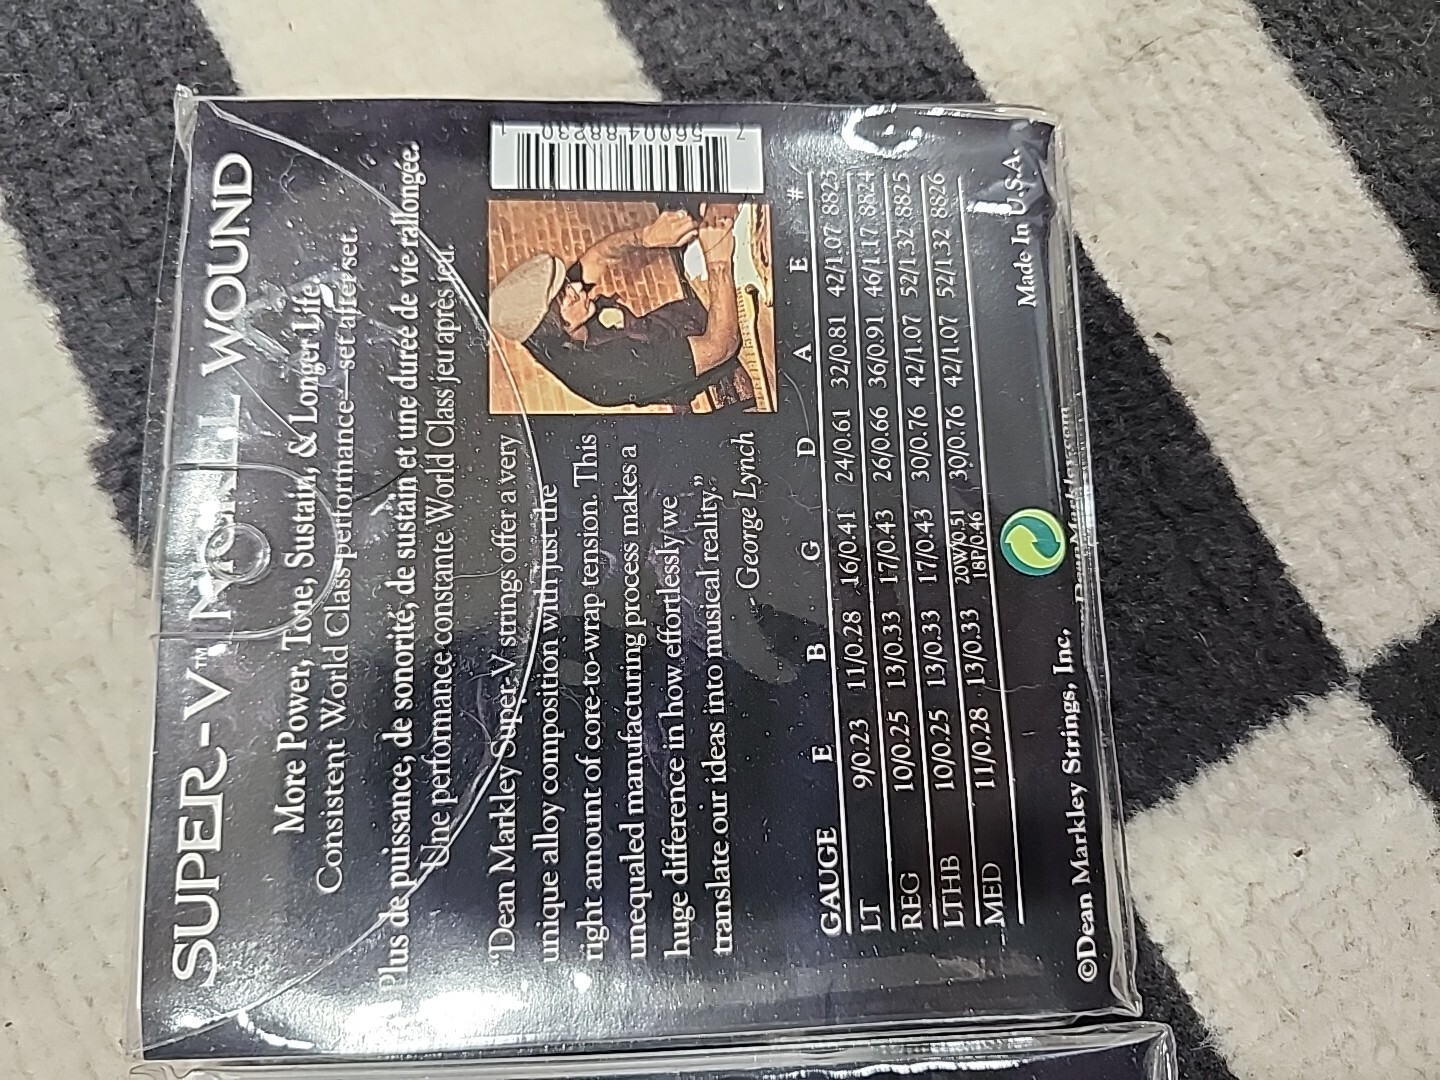 SUPER-V™ NICKEL WOUND
More Power, Tone, Sustain, & Longer Life.
Consistent World Class performance—set after set.
Plus de puissance, de sonorité, de sustain et une durée de vie rallongée.
Une performance constante World Class jeu après jeu.
"Dean Markley Super-V strings offer a very
unique alloy composition with just the
right amount of core-to-wrap tension. This
unequaled manufacturing process makes a
huge difference in how effortlessly we
translate our ideas into musical reality."
- George Lynch
7 56004 88230 1
GAUGE E B G D A E #
LT 9/0.23 11/0.28 16/0.41 24/0.61 32/0.81 42/1.07 8823
REG 10/0.25 13/0.33 17/0.43 26/0.66 36/0.91 46/1.17 8824
LTHB 10/0.25 13/0.33 17/0.43 30/0.76 42/1.07 52/1.32 8825
MED 11/0.28 13/0.33 20W/0.51 18P/0.46 30/0.76 42/1.07 52/1.32 8826
©Dean Markley Strings, Inc. DeanMarkley.com Made In U.S.A.